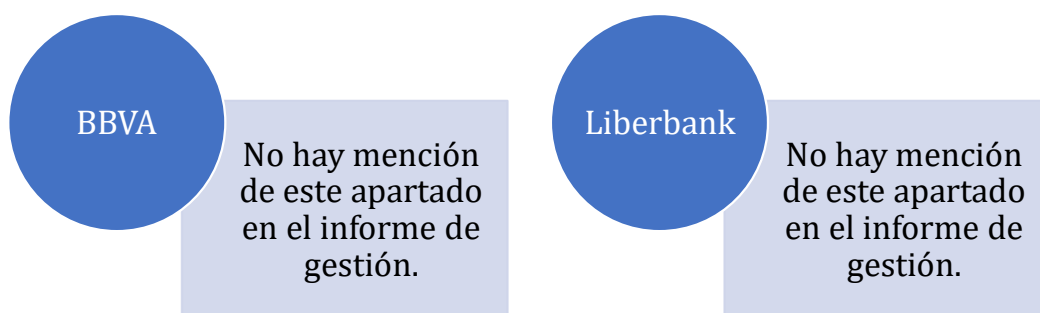 BBVA
No hay mención
de este apartado
en el informe de
gestión.
Liberbank
No hay mención
de este apartado
en el informe de
gestión.